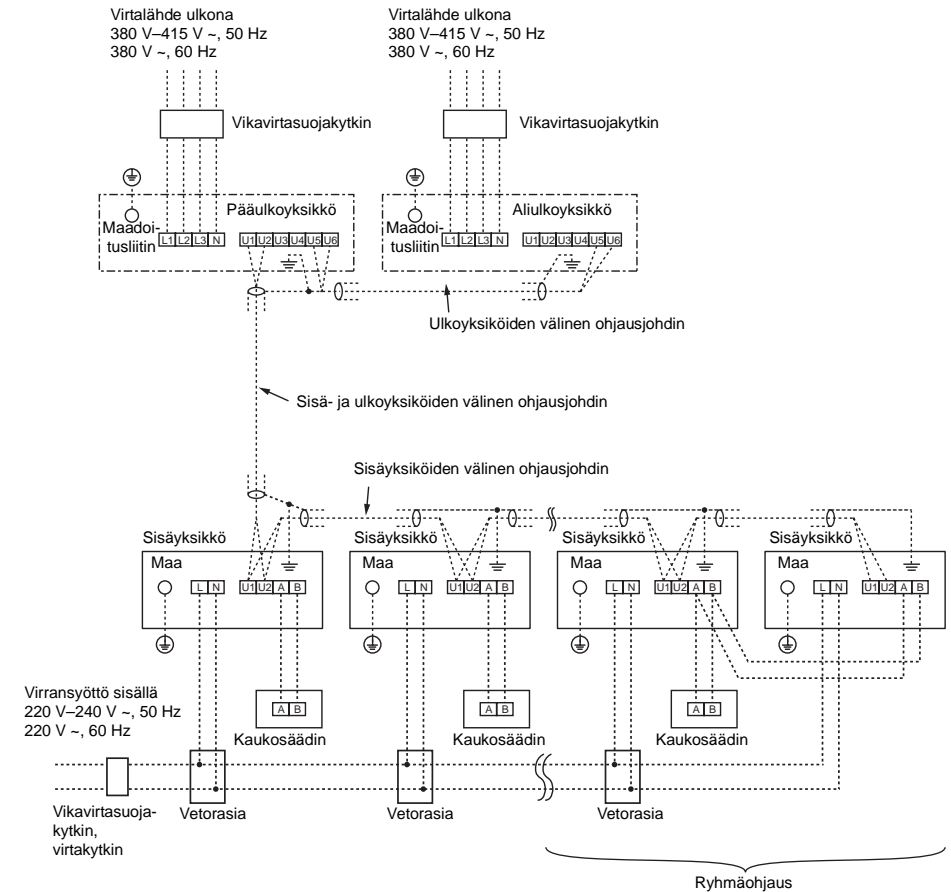 Virtalähde ulkona
380 V–415 V ~, 50 Hz
380 V ~, 60 Hz
Virtalähde ulkona
380 V–415 V ~, 50 Hz
380 V ~, 60 Hz
Vikavirtasuojakytkin
Vikavirtasuojakytkin
Pääulkoyksikkö
Maadoi-
tusliitin
L1 L2 L3 N
U1 U2 U3 U4 U5 U6
Aliulkoyksikkö
Maadoi-
tusliitin
L1 L2 L3 N
U1 U2 U3 U4 U5 U6
Ulkoyksiköiden välinen ohjausjohdin
Sisä- ja ulkoyksiköiden välinen ohjausjohdin
Sisäyksiköiden välinen ohjausjohdin
Sisäyksikkö
Sisäyksikkö
Sisäyksikkö
Sisäyksikkö
Maa
Maa
Maa
Maa
L N
U1 U2 A B
L N
U1 U2 A B
L N
U1 U2 A B
L N
U1 U2 A B
Virransyöttö sisällä
220 V–240 V ~, 50 Hz
220 V ~, 60 Hz
A B
A B
A B
Kaukosäädin
Kaukosäädin
Kaukosäädin
Vikavirtasuoja-
kytkin,
virtakytkin
Vetorasia
Vetorasia
Vetorasia
Ryhmäohjaus